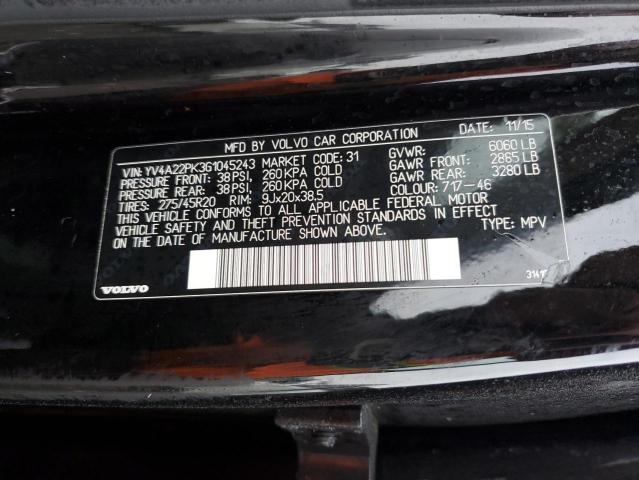 MFD BY VOLVO CAR CORPORATION DATE: 11/15
VIN: YV4A22PK3G1045243 MARKET CODE: 31 GVWR: 6060 LB
PRESSURE FRONT: 38 PSI, 260 KPA COLD GAWR FRONT: 2865 LB
PRESSURE REAR: 38 PSI, 260 KPA COLD GAWR REAR: 3280 LB
TIRES: 275/45R20 RIM: 9Jx20x38.5 COLOUR: 717-46
THIS VEHICLE CONFORMS TO ALL APPLICABLE FEDERAL MOTOR
VEHICLE SAFETY AND THEFT PREVENTION STANDARDS IN EFFECT
ON DATE OF MANUFACTURE SHOWN ABOVE. TYPE: MPV
VOLVO